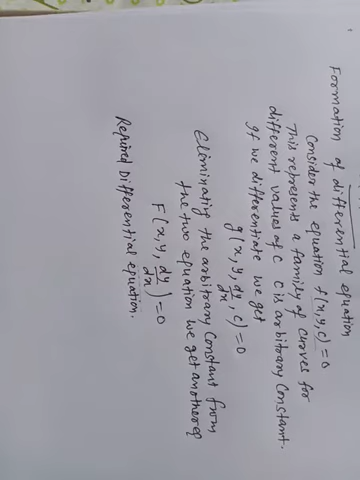 Formation of differential equation
Consider the equation f(x,y,c)=0
This represents a family of curves for
different values of C C is arbitrary Constant.
If we differentiate we get
g(x,y,dy/dx,c)=0
Eliminating the arbitrary Constant from
the two equation we get another eq
F(x,y,dy/dx)=0
Required Differential equation.